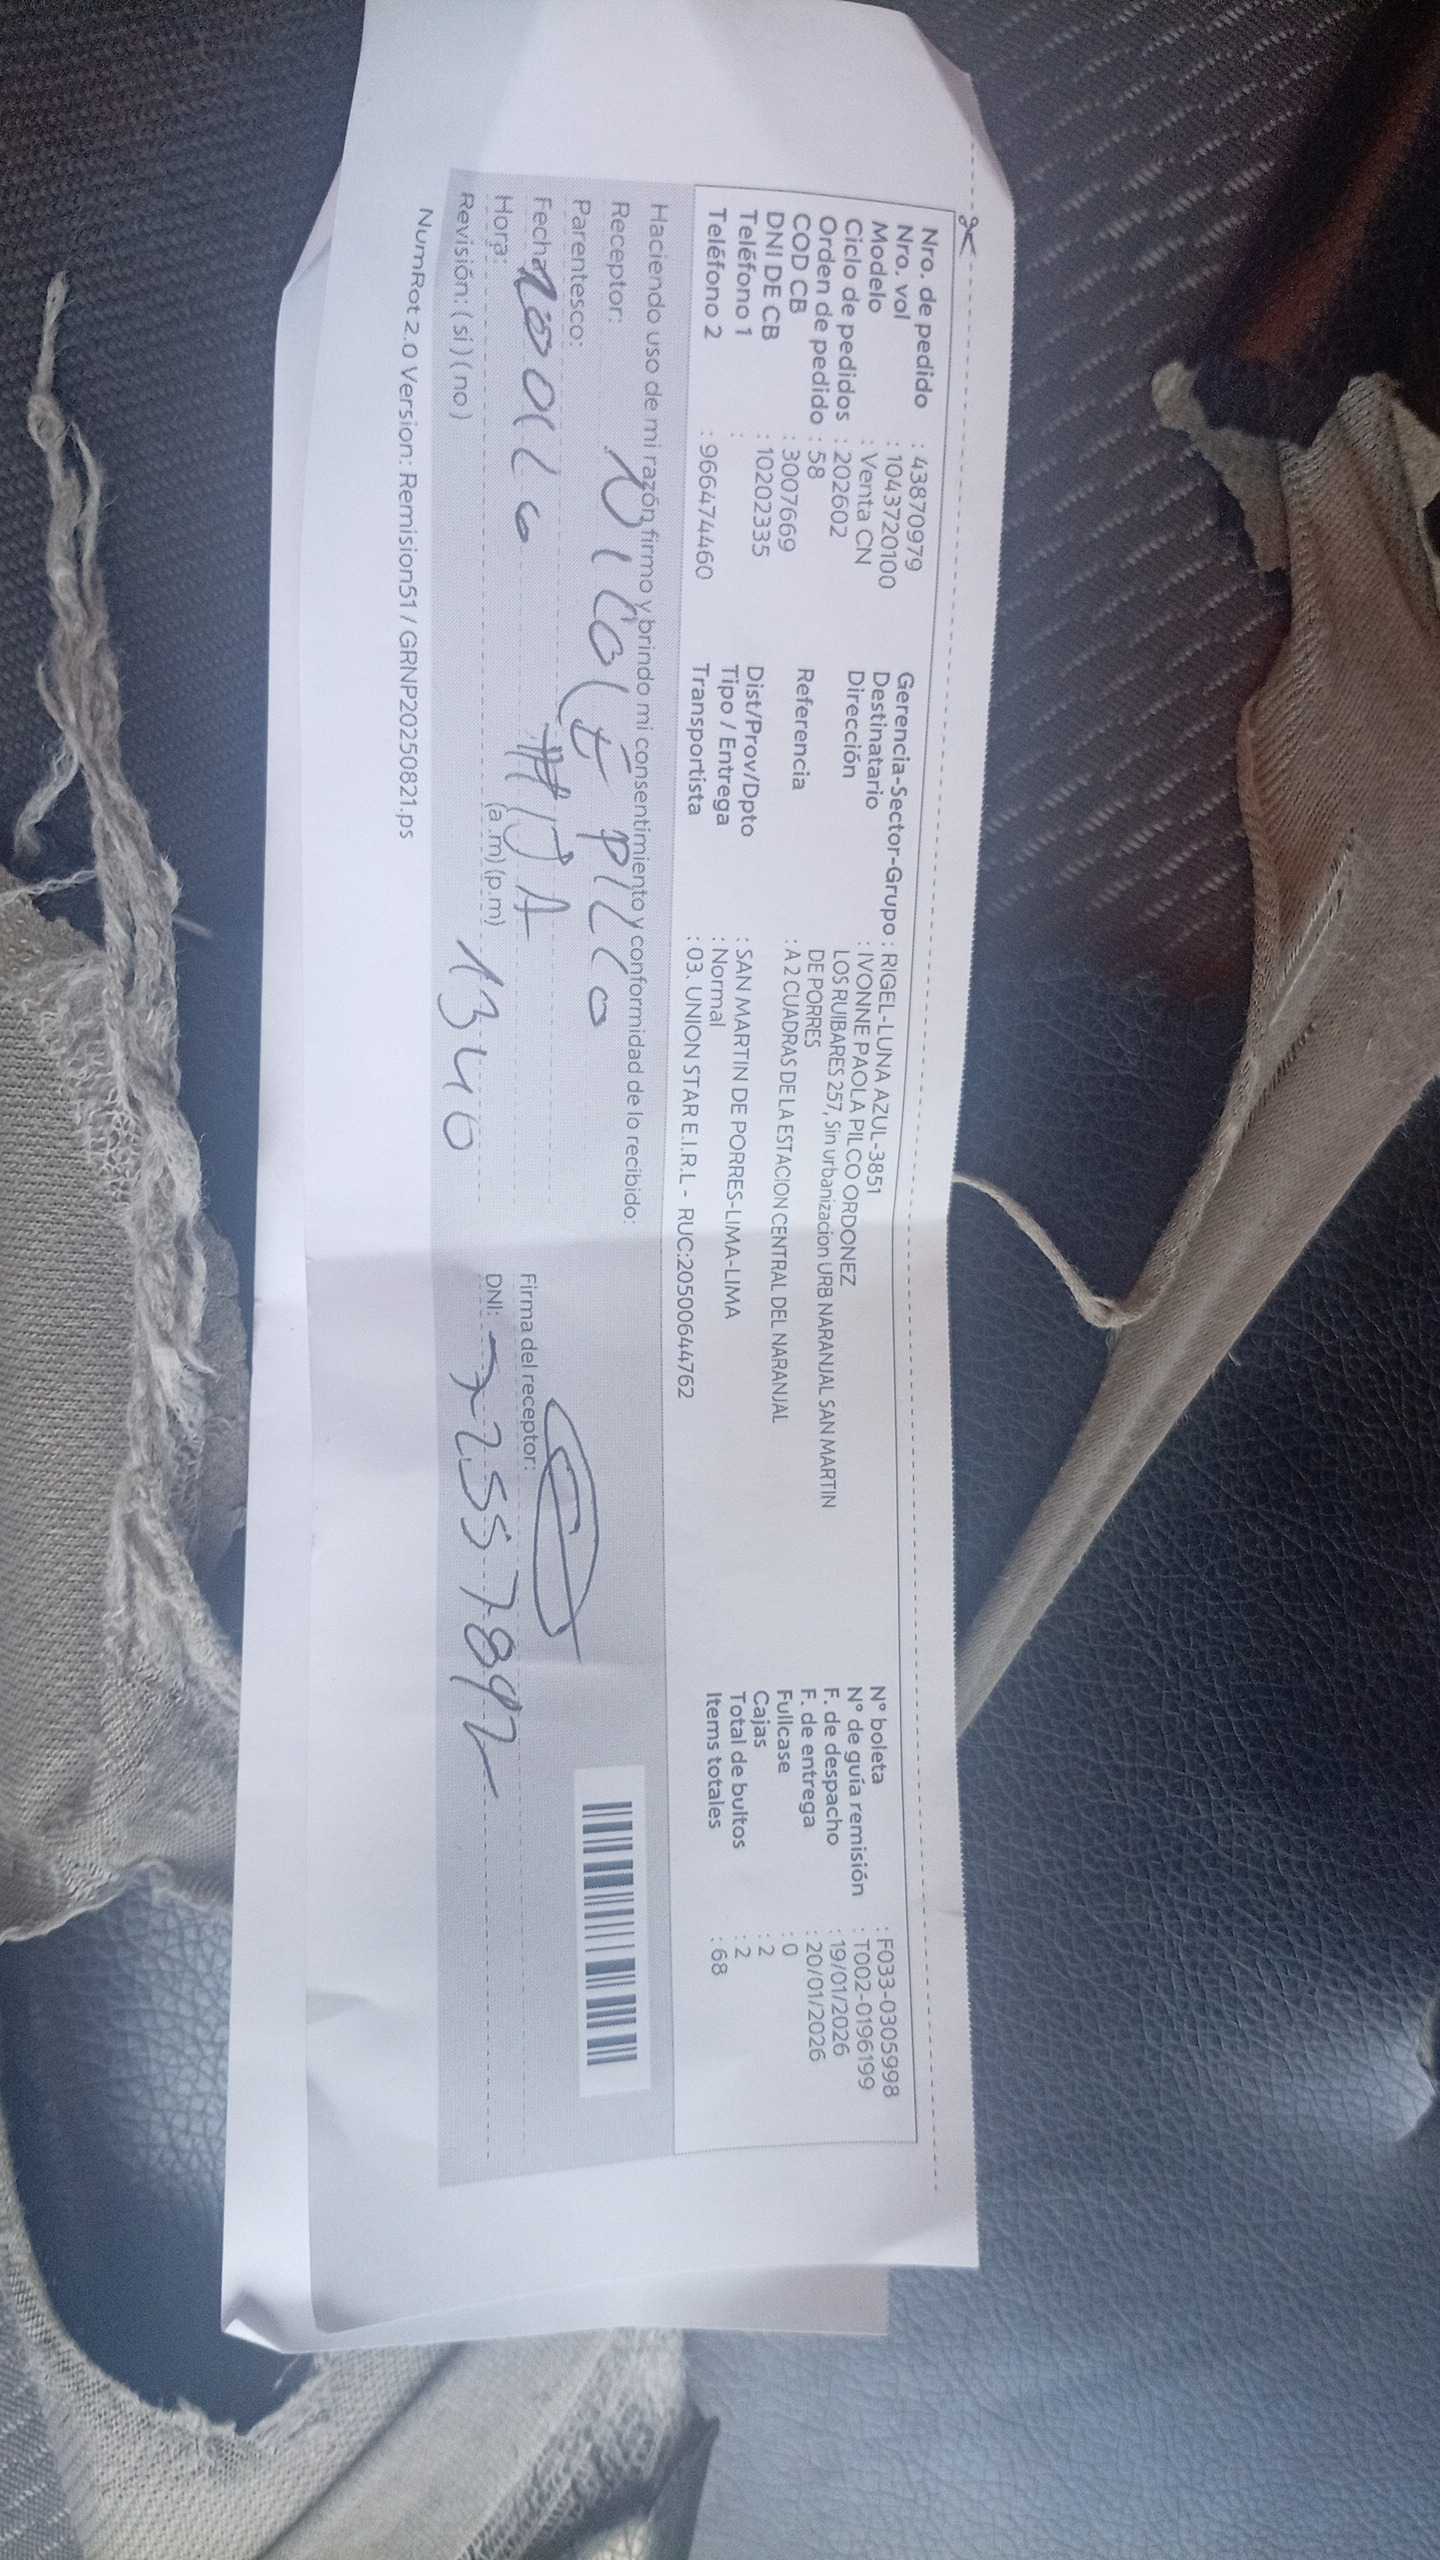 Nro. de pedido : 43870979
Nro. vol : 1043720100
Modelo : Venta CN
Ciclo de pedidos : 202602
Orden de pedido : 58
COD CB : 3007669
DNI DE CB : 10202335
Teléfono 1 :
Teléfono 2 : 966474460
Gerencia-Sector-Grupo : RIGEL-LUNA AZUL-3851
Destinatario : IVONNE PAOLA PILCO ORDONEZ
Dirección LOS RUIBARES 257, Sin urbanizacion URB NARANJAL SAN MARTIN
DE PORRES
Referencia : A 2 CUADRAS DE LA ESTACION CENTRAL DEL NARANJAL
Dist/Prov/Dpto : SAN MARTIN DE PORRES-LIMA-LIMA
Tipo / Entrega : Normal
Transportista : 03. UNION STAR E.I.R.L - RUC:20500644762
N° boleta : F033-0305998
N° de guía remisión : T002-0196199
F. de despacho : 19/01/2026
F. de entrega : 20/01/2026
Fullcase : 0
Cajas : 2
Total de bultos : 2
Items totales : 68
Haciendo uso de mi razón firmo y brindo mi consentimiento y conformidad de lo recibido:
Receptor: NICOLE PILCO
Parentesco: HIJA
Fecha:
Hora: (a.m) (p.m) 1340
Revisión: ( si ) ( no )
Firma del receptor:
DNI: 72557892
NumRot 2.0 Version: Remision51 / GRNP20250821.ps